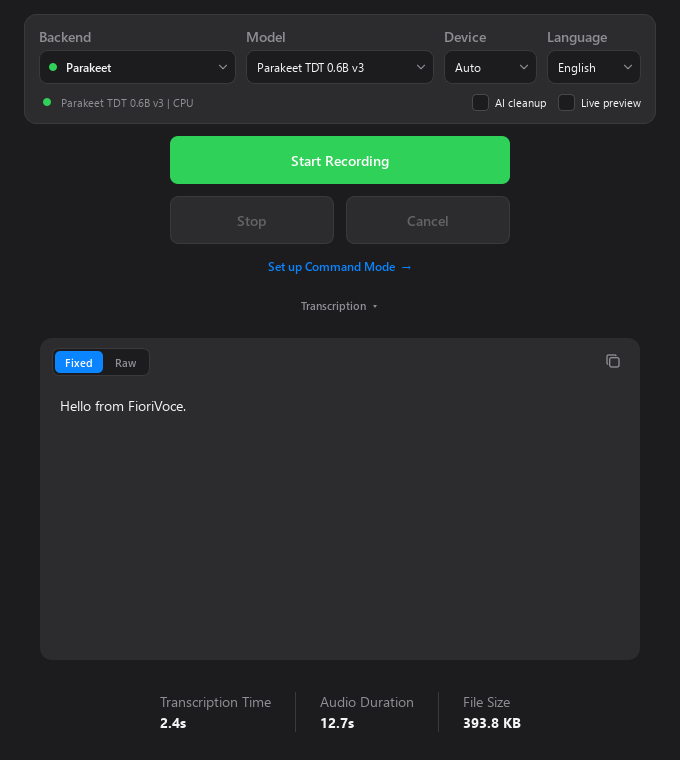 Backend Model Device Language
Parakeet Parakeet TDT 0.6B v3 Auto English
Parakeet TDT 0.6B v3 | CPU AI cleanup Live preview
Start Recording
Stop Cancel
Set up Command Mode →
Transcription
Fixed Raw
Hello from FioriVoce.
Transcription Time Audio Duration File Size
2.4s 12.7s 393.8 KB